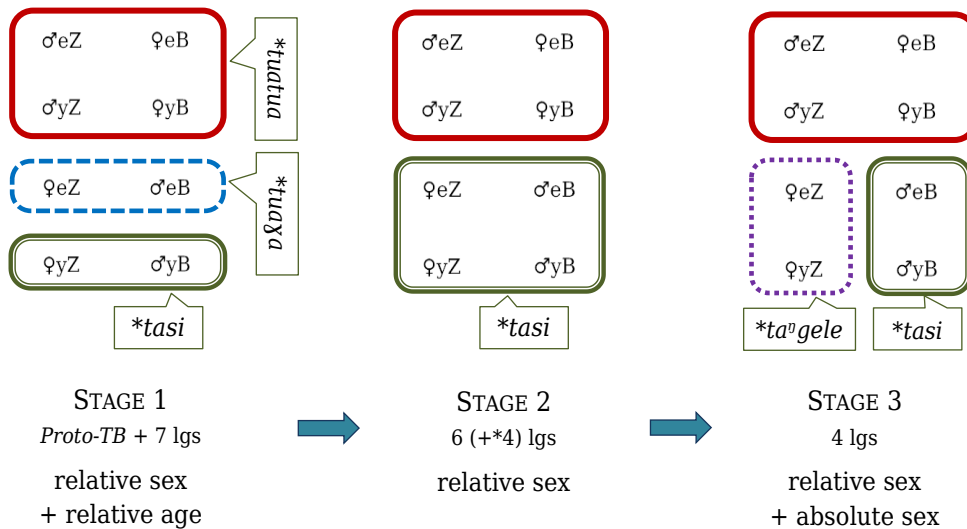 ♂eZ ♀eB
♂yZ ♀yB
*tuatua
♀eZ ♂eB
*tuaɣa
♀yZ ♂yB
*tasi
STAGE 1
Proto-TB + 7 lgs
relative sex
+ relative age
♂eZ ♀eB
♂yZ ♀yB
♀eZ ♂eB
♀yZ ♂yB
*tasi
STAGE 2
6 (+*4) lgs
relative sex
♂eZ ♀eB
♂yZ ♀yB
♀eZ ♂eB
♀yZ ♂yB
*taᵑgele *tasi
STAGE 3
4 lgs
relative sex
+ absolute sex